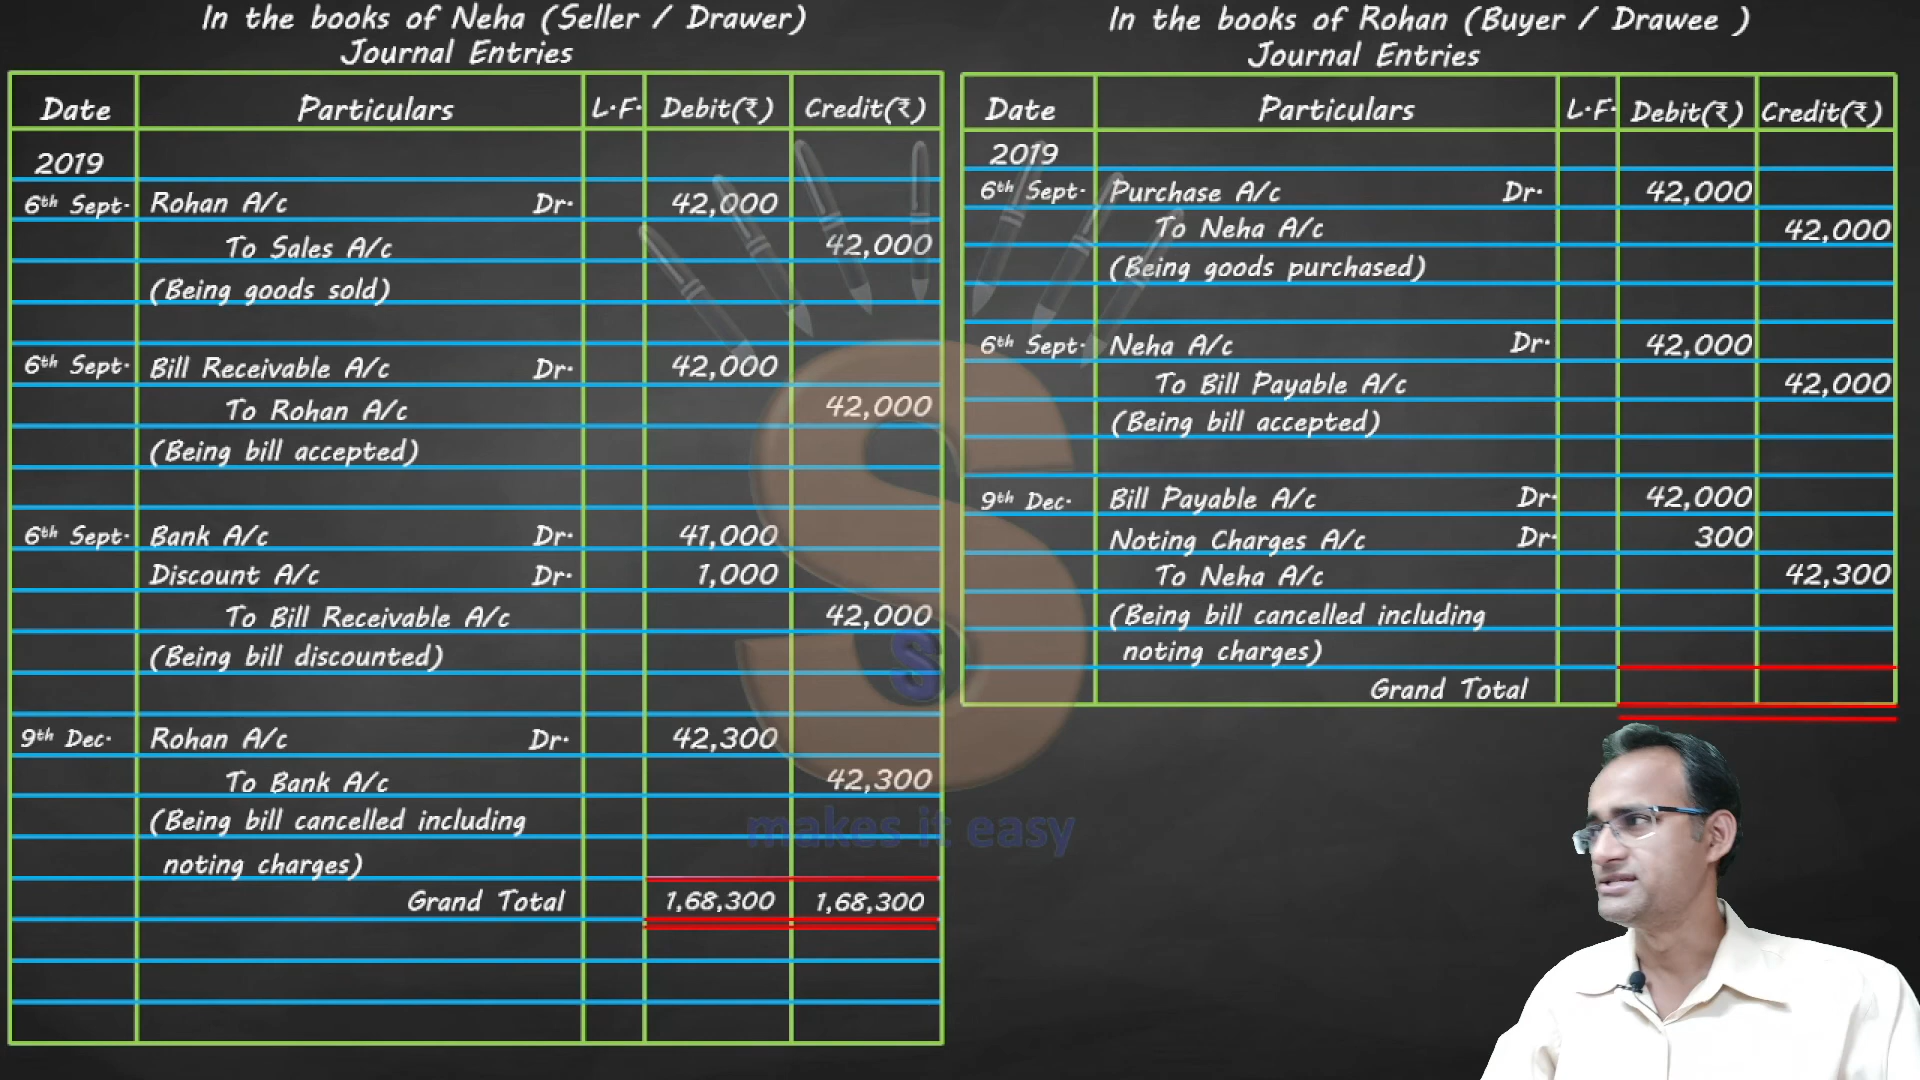 In the books of Neha (Seller / Drawer)
Journal Entries
Date Particulars L.F. Debit(₹) Credit(₹)
2019
6th Sept. Rohan A/c Dr. 42,000
To Sales A/c 42,000
(Being goods sold)
6th Sept. Bill Receivable A/c Dr. 42,000
To Rohan A/c 42,000
(Being bill accepted)
6th Sept. Bank A/c Dr. 41,000
Discount A/c Dr. 1,000
To Bill Receivable A/c 42,000
(Being bill discounted)
9th Dec. Rohan A/c Dr. 42,300
To Bank A/c 42,300
(Being bill cancelled including
noting charges)
Grand Total 1,68,300 1,68,300
In the books of Rohan (Buyer / Drawee )
Journal Entries
Date Particulars L.F. Debit(₹) Credit(₹)
2019
6th Sept. Purchase A/c Dr. 42,000
To Neha A/c 42,000
(Being goods purchased)
6th Sept. Neha A/c Dr. 42,000
To Bill Payable A/c 42,000
(Being bill accepted)
9th Dec. Bill Payable A/c Dr. 42,000
Noting Charges A/c Dr. 300
To Neha A/c 42,300
(Being bill cancelled including
noting charges)
Grand Total
S
S
makes it easy